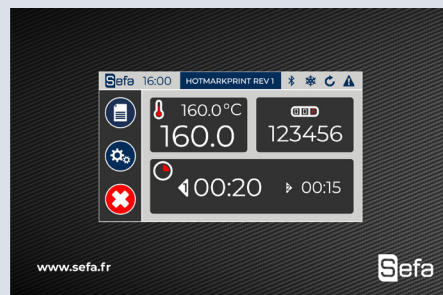 Sefa 16:00 HOTMARKPRINT REV 1
160.0°C
160.0
123456
1 00:20 00:15
www.sefa.fr
Sefa